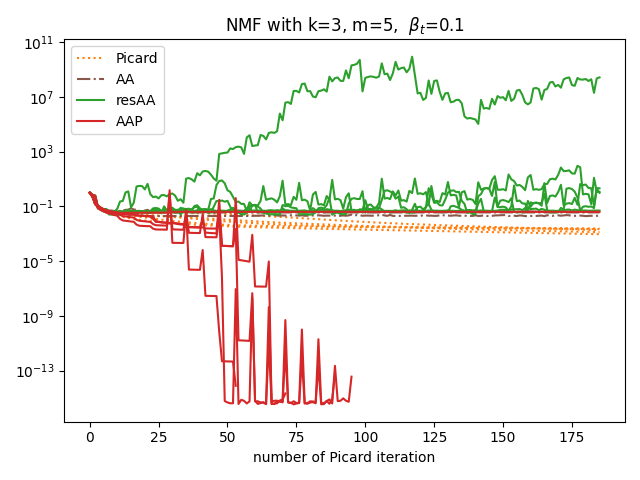 NMF with k=3, m=5, β_t=0.1
10^11
10^7
10^3
10^−1
10^−5
10^−9
10^−13
Picard
AA
resAA
AAP
0 25 50 75 100 125 150 175
number of Picard iteration